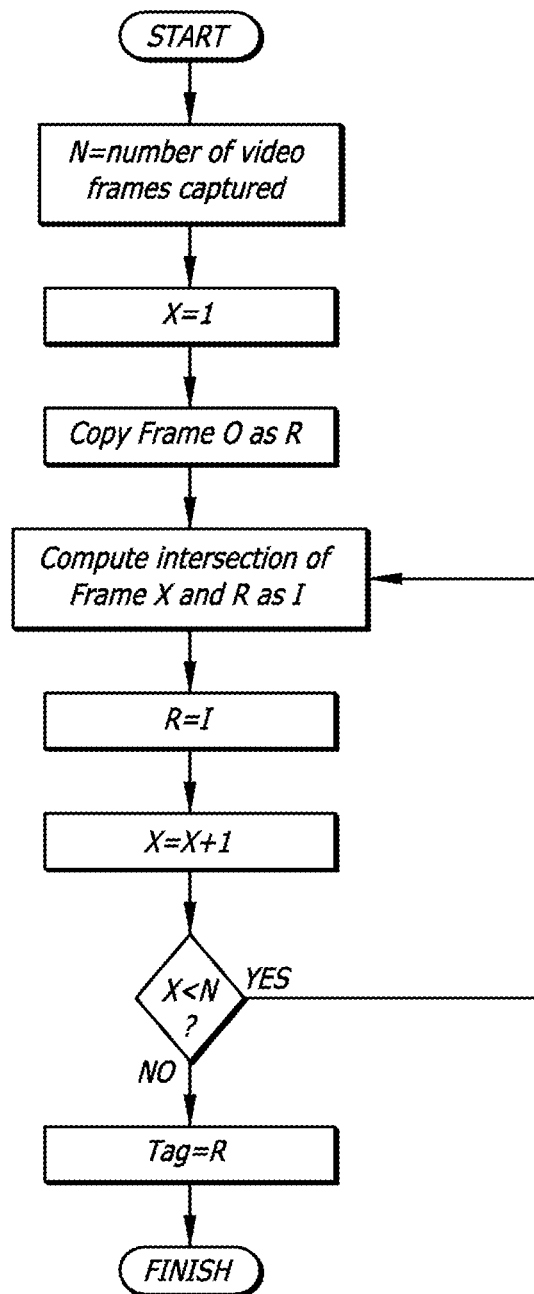 START
N=number of video
frames captured
X=1
Copy Frame O as R
Compute intersection of
Frame X and R as I
R=I
X=X+1
X<N
?
YES
NO
Tag=R
FINISH